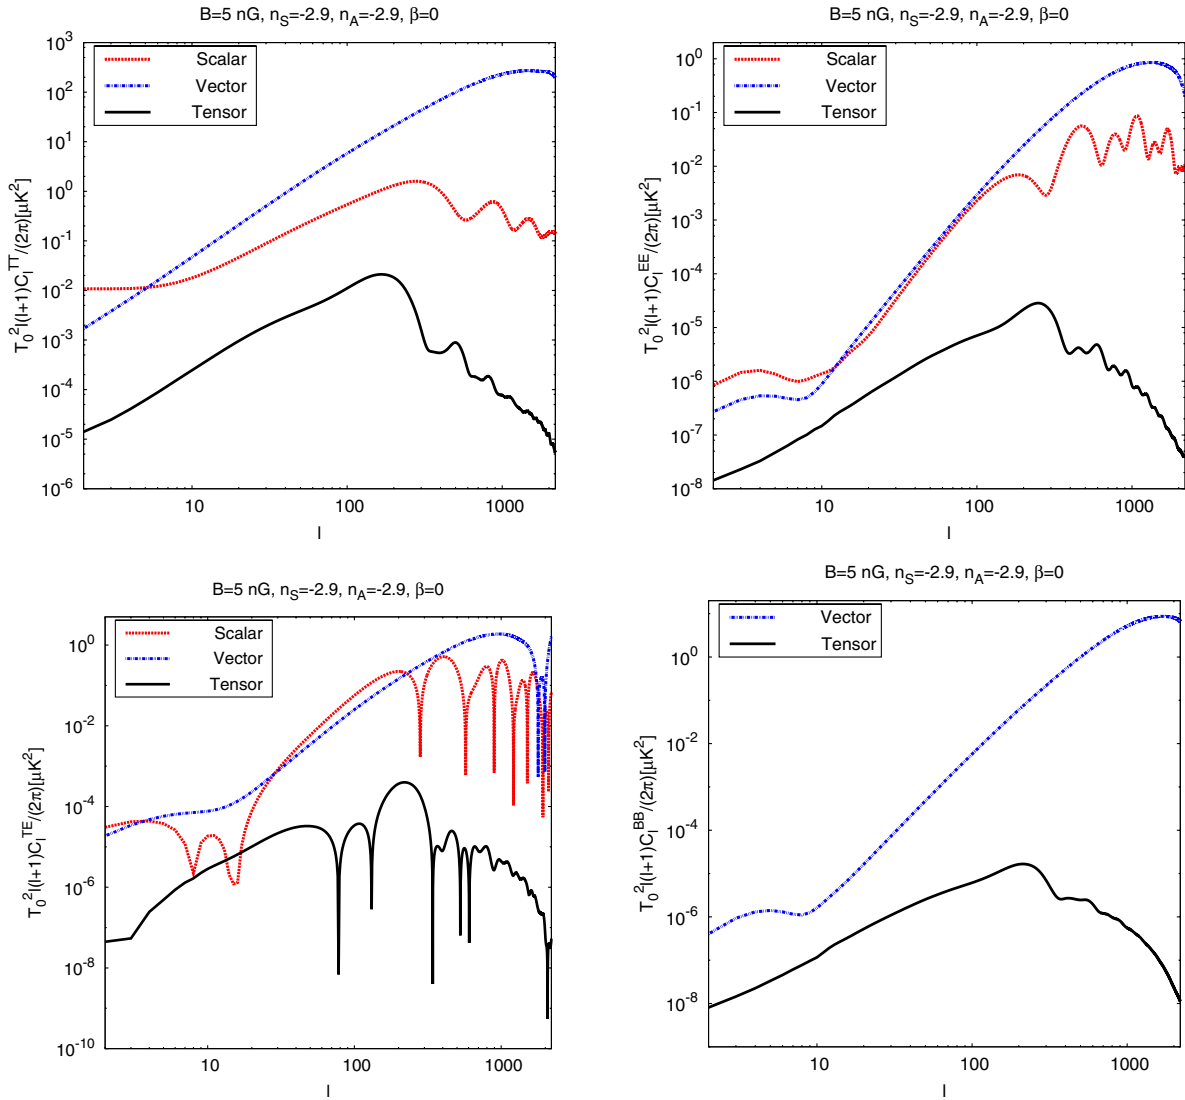 B=5 nG, n_S=-2.9, n_A=-2.9, β=0
T_0^2l(l+1)C_l^TT/(2π)[μK^2]
10^3
10^2
10^1
10^0
10^-1
10^-2
10^-3
10^-4
10^-5
10^-6
Scalar
Vector
Tensor
10 100 1000
l
B=5 nG, n_S=-2.9, n_A=-2.9, β=0
T_0^2l(l+1)C_l^EE/(2π)[μK^2]
10^0
10^-1
10^-2
10^-3
10^-4
10^-5
10^-6
10^-7
10^-8
Scalar
Vector
Tensor
10 100 1000
l
B=5 nG, n_S=-2.9, n_A=-2.9, β=0
T_0^2l(l+1)C_l^TE/(2π)[μK^2]
10^0
10^-2
10^-4
10^-6
10^-8
10^-10
Scalar
Vector
Tensor
10 100 1000
l
B=5 nG, n_S=-2.9, n_A=-2.9, β=0
T_0^2l(l+1)C_l^BB/(2π)[μK^2]
10^0
10^-2
10^-4
10^-6
10^-8
Vector
Tensor
10 100 1000
l